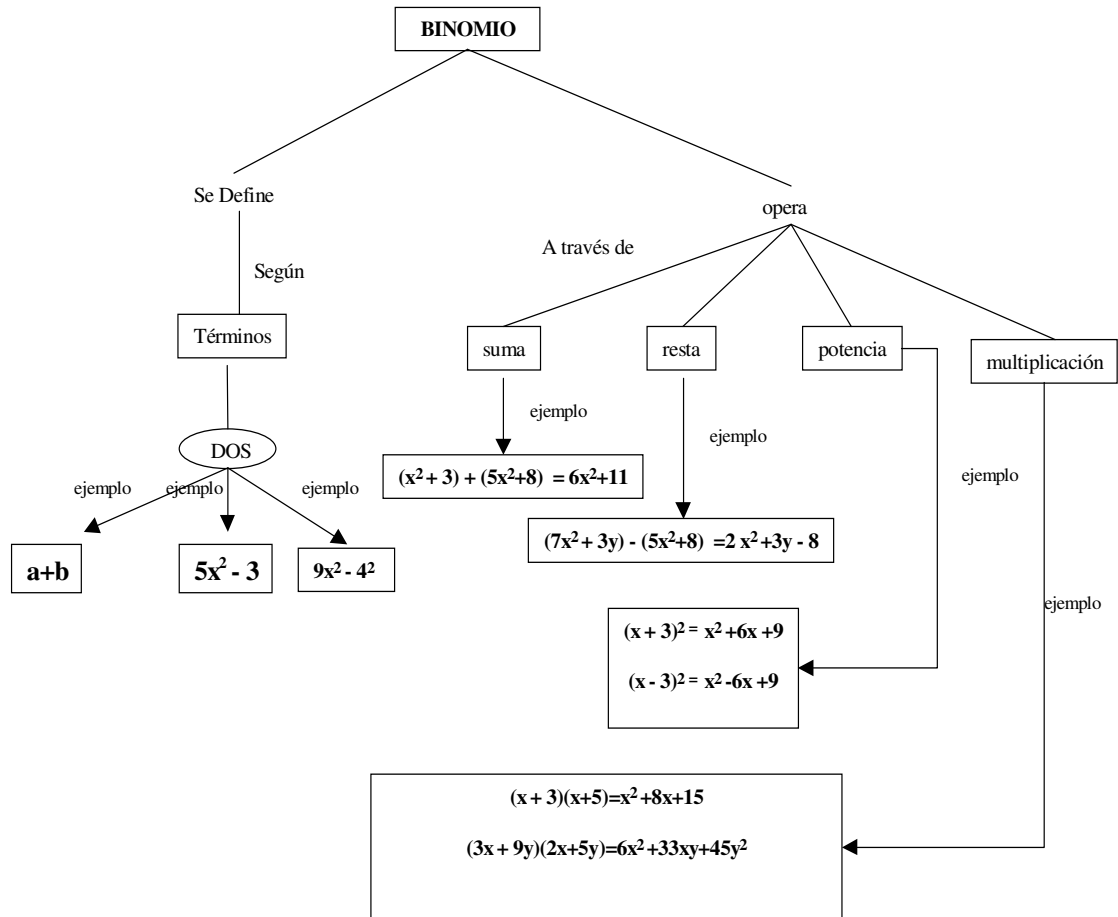 BINOMIO
Se Define
opera
A través de
Según
Términos
suma
resta
potencia
multiplicación
ejemplo
ejemplo
DOS
ejemplo
ejemplo
ejemplo
(x² + 3) + (5x²+8) = 6x²+11
ejemplo
(7x² + 3y) - (5x²+8) =2 x²+3y - 8
a+b
5x² - 3
9x² - 4²
ejemplo
(x + 3)² = x² +6x +9
(x - 3)² = x² -6x +9
(x + 3)(x+5)=x² +8x+15
(3x + 9y)(2x+5y)=6x² +33xy+45y²